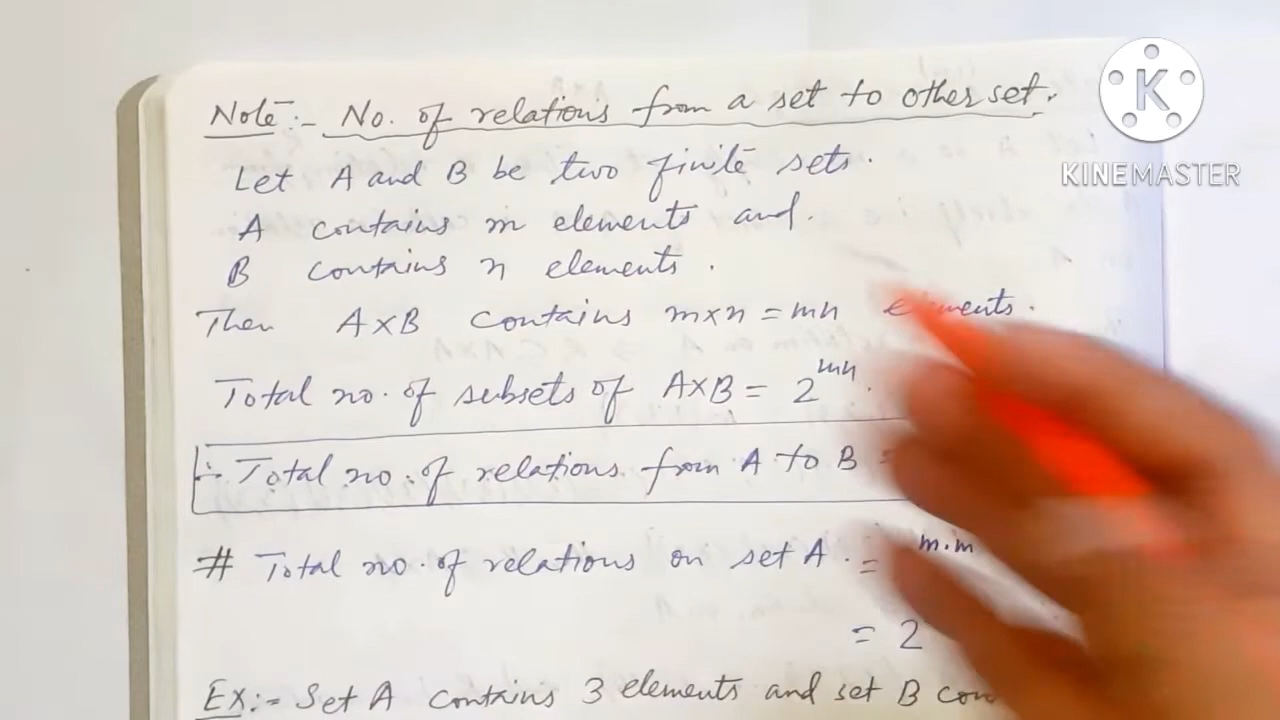 Note:- No. of relations from a set to other set.
Let A and B be two finite sets.
A contains m elements and.
B contains n elements.
Then A×B contains m×n = mn elements.
Total no. of subsets of A×B = 2^mn.
∴ Total no. of relations from A to B =
# Total no. of relations on set A. = m.m
= 2
Ex:- Set A contains 3 elements and set B
K
KINEMASTER